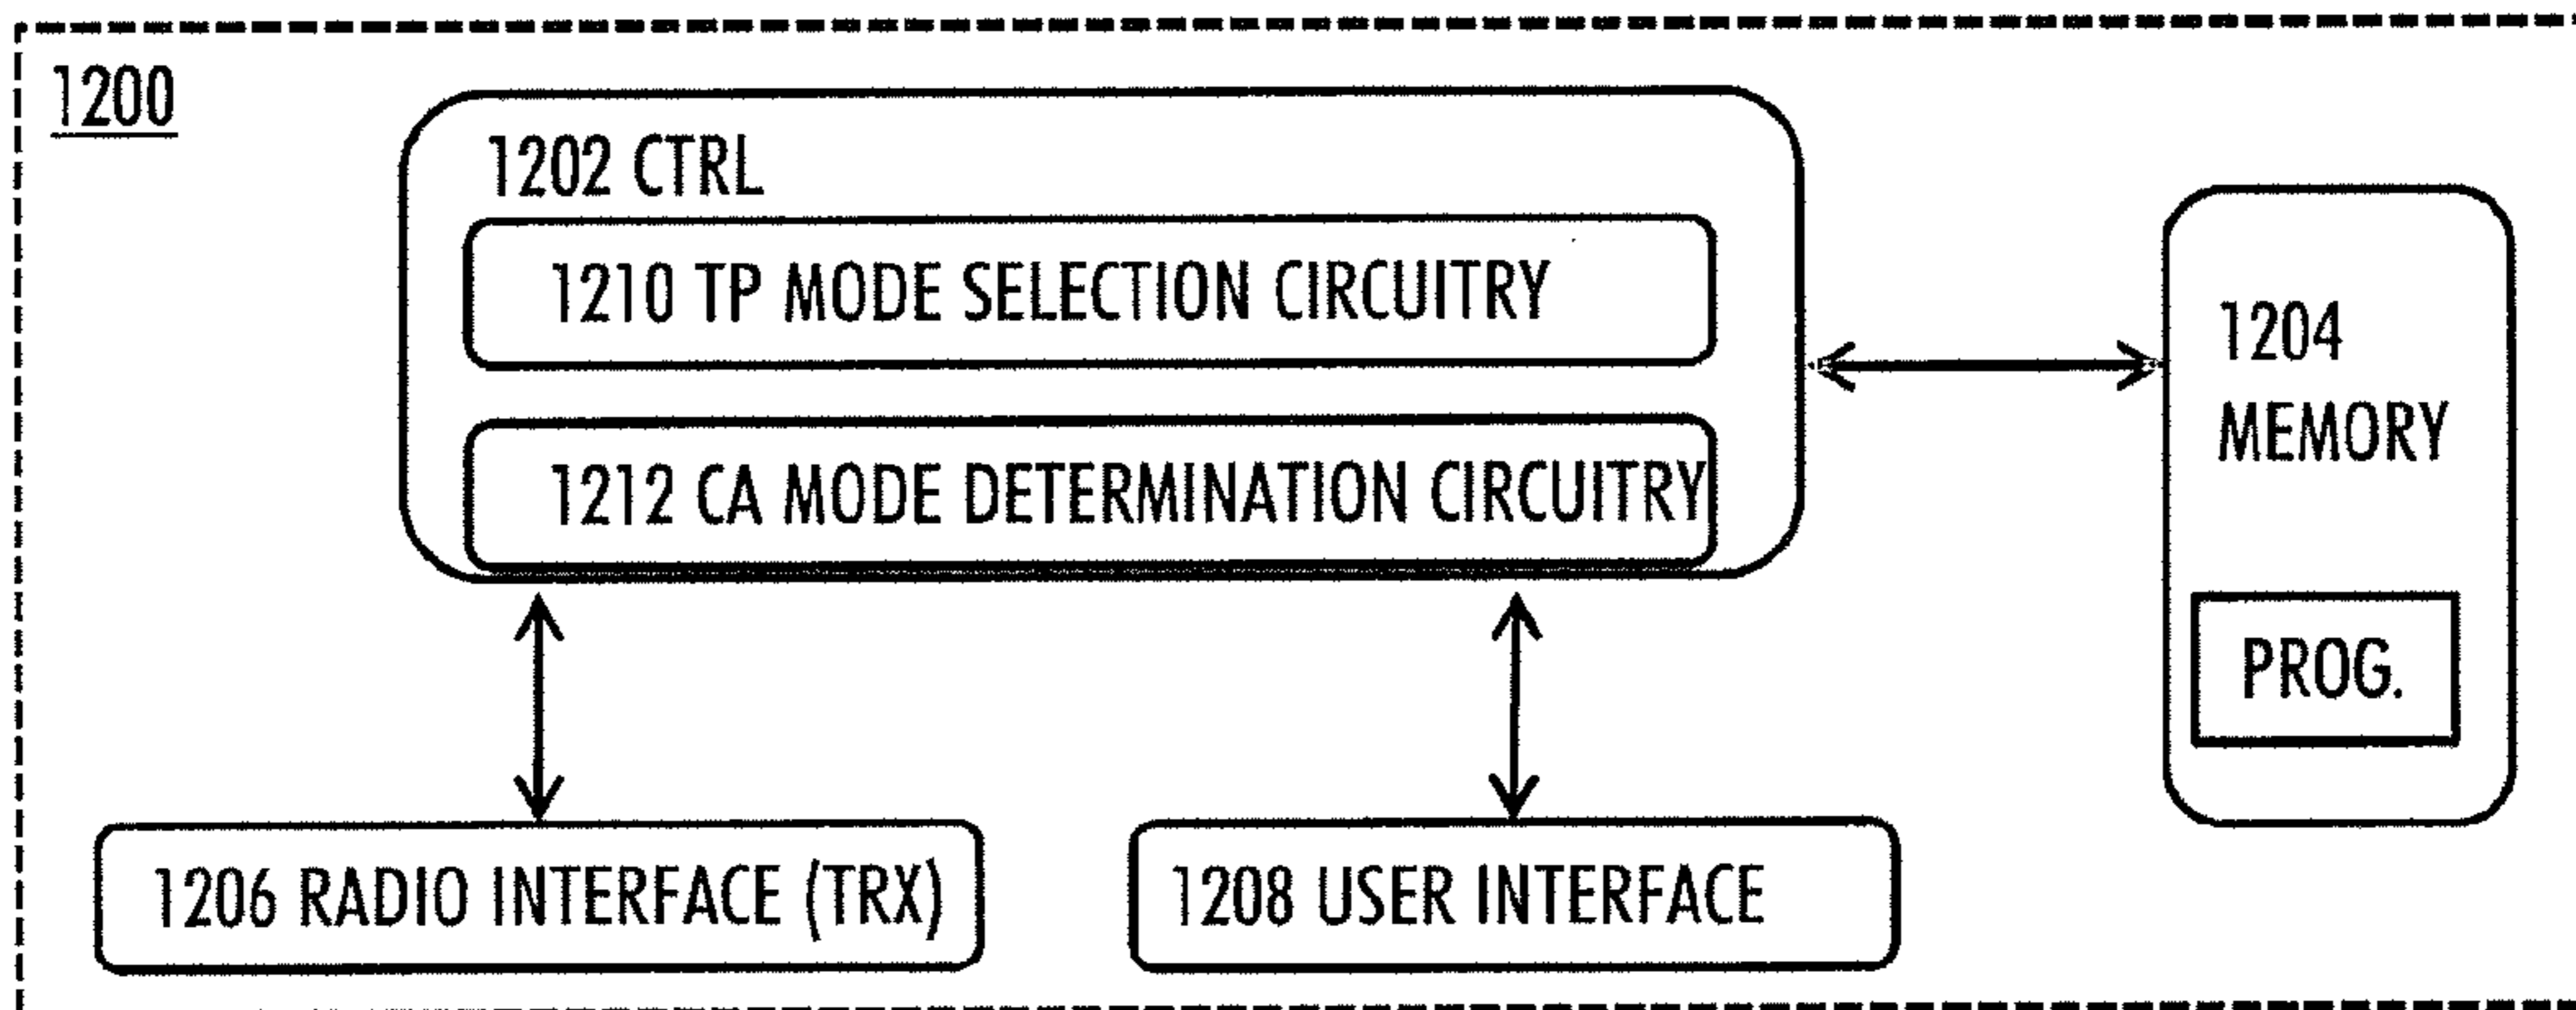 1200
1202 CTRL
1210 TP MODE SELECTION CIRCUITRY
1212 CA MODE DETERMINATION CIRCUITRY
1204
MEMORY
PROG.
1206 RADIO INTERFACE (TRX)
1208 USER INTERFACE